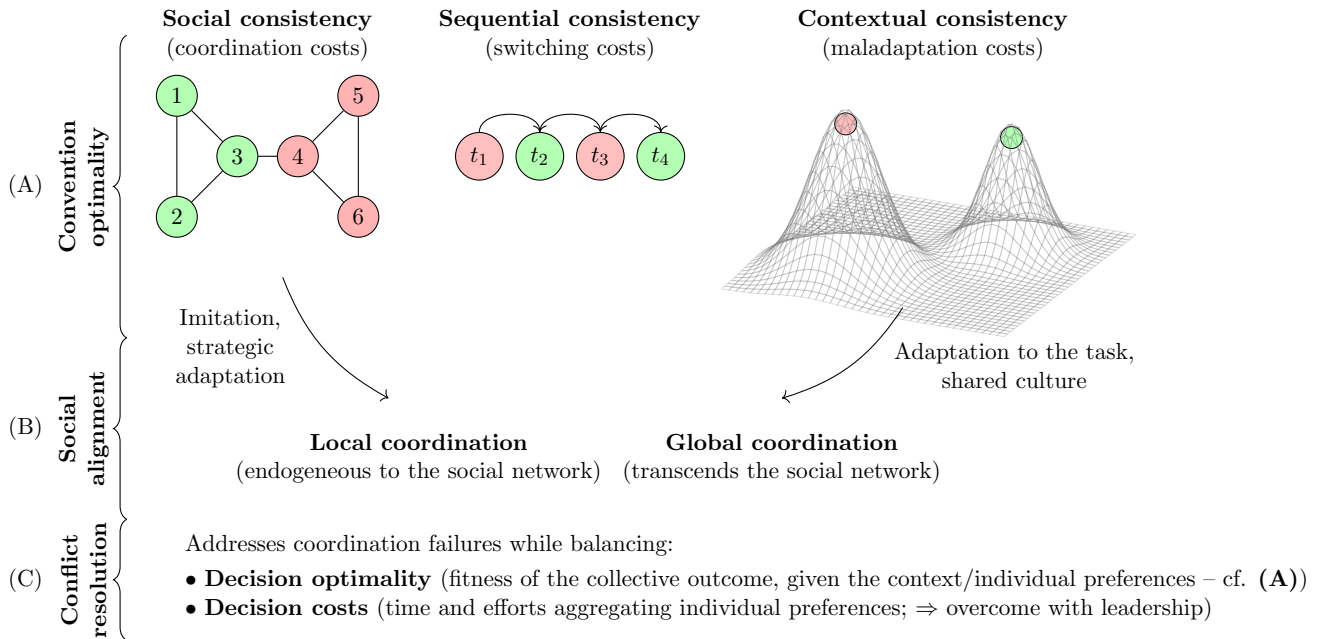 Social consistency
(coordination costs)
Sequential consistency
(switching costs)
Contextual consistency
(maladaptation costs)
(A)
Convention
optimality
1
2
3
4
5
6
t1
t2
t3
t4
Imitation,
strategic
adaptation
Adaptation to the task,
shared culture
(B)
Social
alignment
Local coordination
(endogeneous to the social network)
Global coordination
(transcends the social network)
(C)
Conflict
resolution
Addresses coordination failures while balancing:
• Decision optimality (fitness of the collective outcome, given the context/individual preferences – cf. (A))
• Decision costs (time and efforts aggregating individual preferences; ⇒ overcome with leadership)